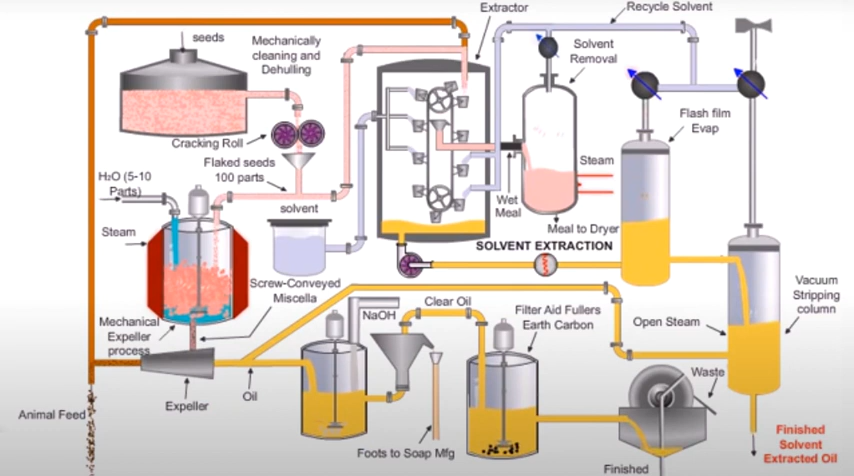 Extractor
Recycle Solvent
seeds
Mechanically
cleaning and
Dehulling
Solvent
Removal
Cracking Roll
Flash film
Evap
Flaked seeds
100 parts
H₂O (5-10
Parts)
Steam
solvent
Wet
Meal
Steam
Meal to Dryer
SOLVENT EXTRACTION
Screw-Conveyed
Miscella
Mechanical
Expeller
process
NaOH
Clear Oil
Filter Aid Fullers
Earth Carbon
Open Steam
Vacuum
Stripping
column
Waste
Animal Feed
Expeller
Oil
Foots to Soap Mfg
Finished
Finished
Solvent
Extracted Oil